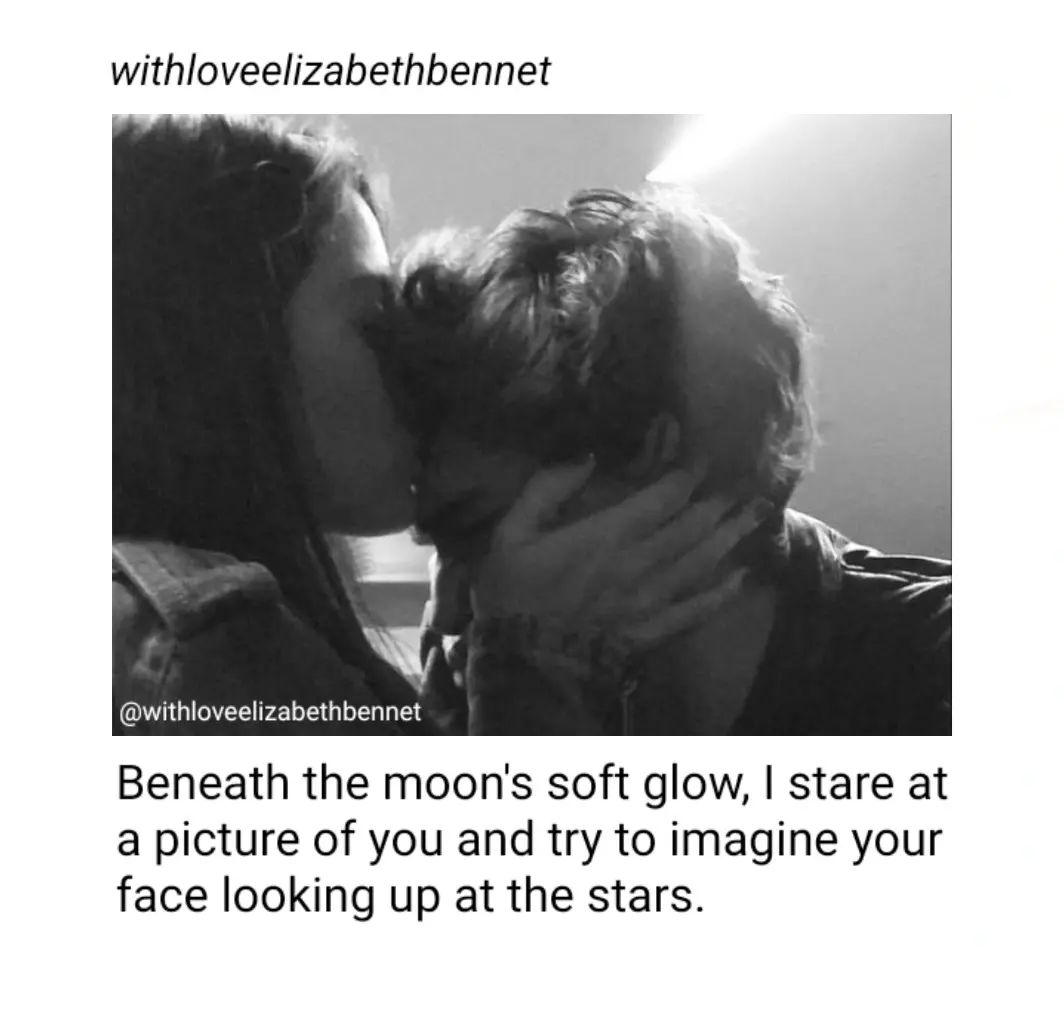 withloveelizabethbennet
@withloveelizabethbennet
Beneath the moon's soft glow, I stare at
a picture of you and try to imagine your
face looking up at the stars.